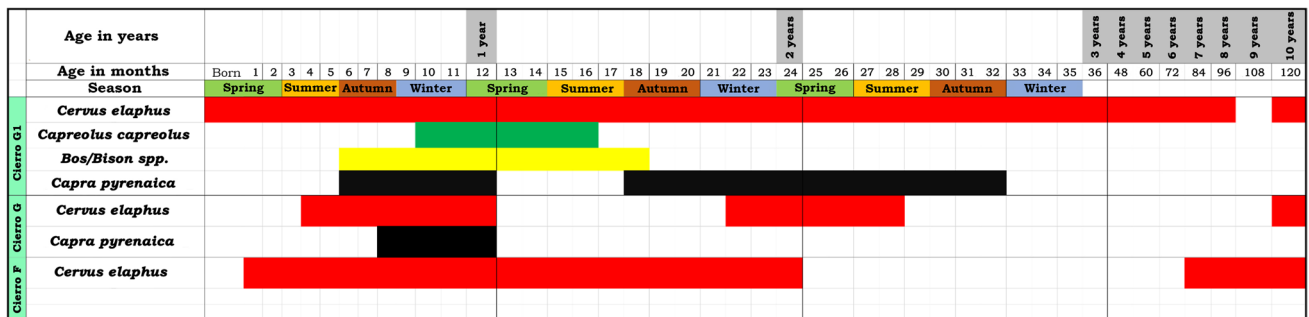 Age in years 1 year 2 years 3 years 4 years 5 years 6 years 7 years 8 years 9 years 10 years
Age in months Born 1 2 3 4 5 6 7 8 9 10 11 12 13 14 15 16 17 18 19 20 21 22 23 24 25 26 27 28 29 30 31 32 33 34 35 36 48 60 72 84 96 108 120
Season Spring Summer Autumn Winter Spring Summer Autumn Winter Spring Summer Autumn Winter
Cierro G1
Cervus elaphus
Capreolus capreolus
Bos/Bison spp.
Capra pyrenaica
Cierro G
Cervus elaphus
Capra pyrenaica
Cierro F
Cervus elaphus